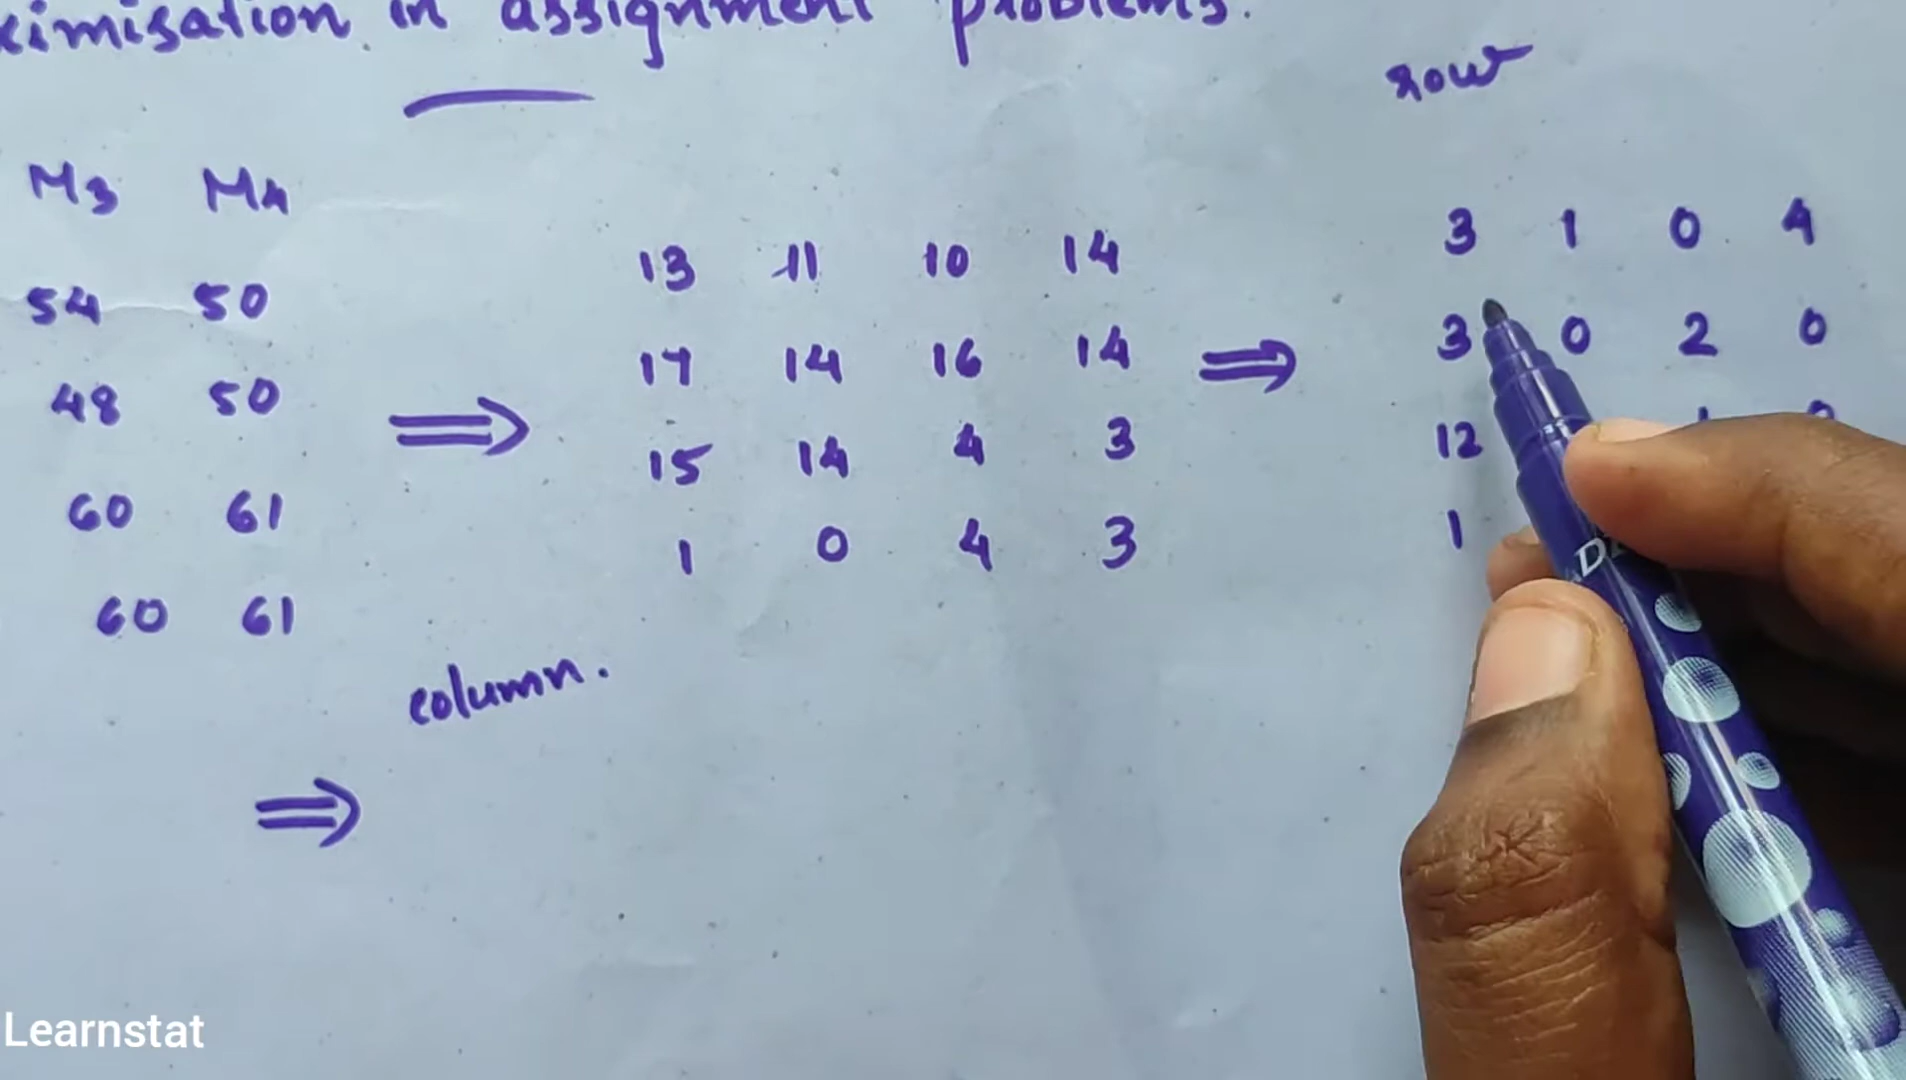 ximisation in assignment problems.
row
M3 M4
54 50
48 50
60 61
60 61
⇒
13 11 10 14
17 14 16 14
15 14 4 3
1 0 4 3
⇒
3 1 0 4
3 0 2 0
12
1
column.
⇒
Learnstat